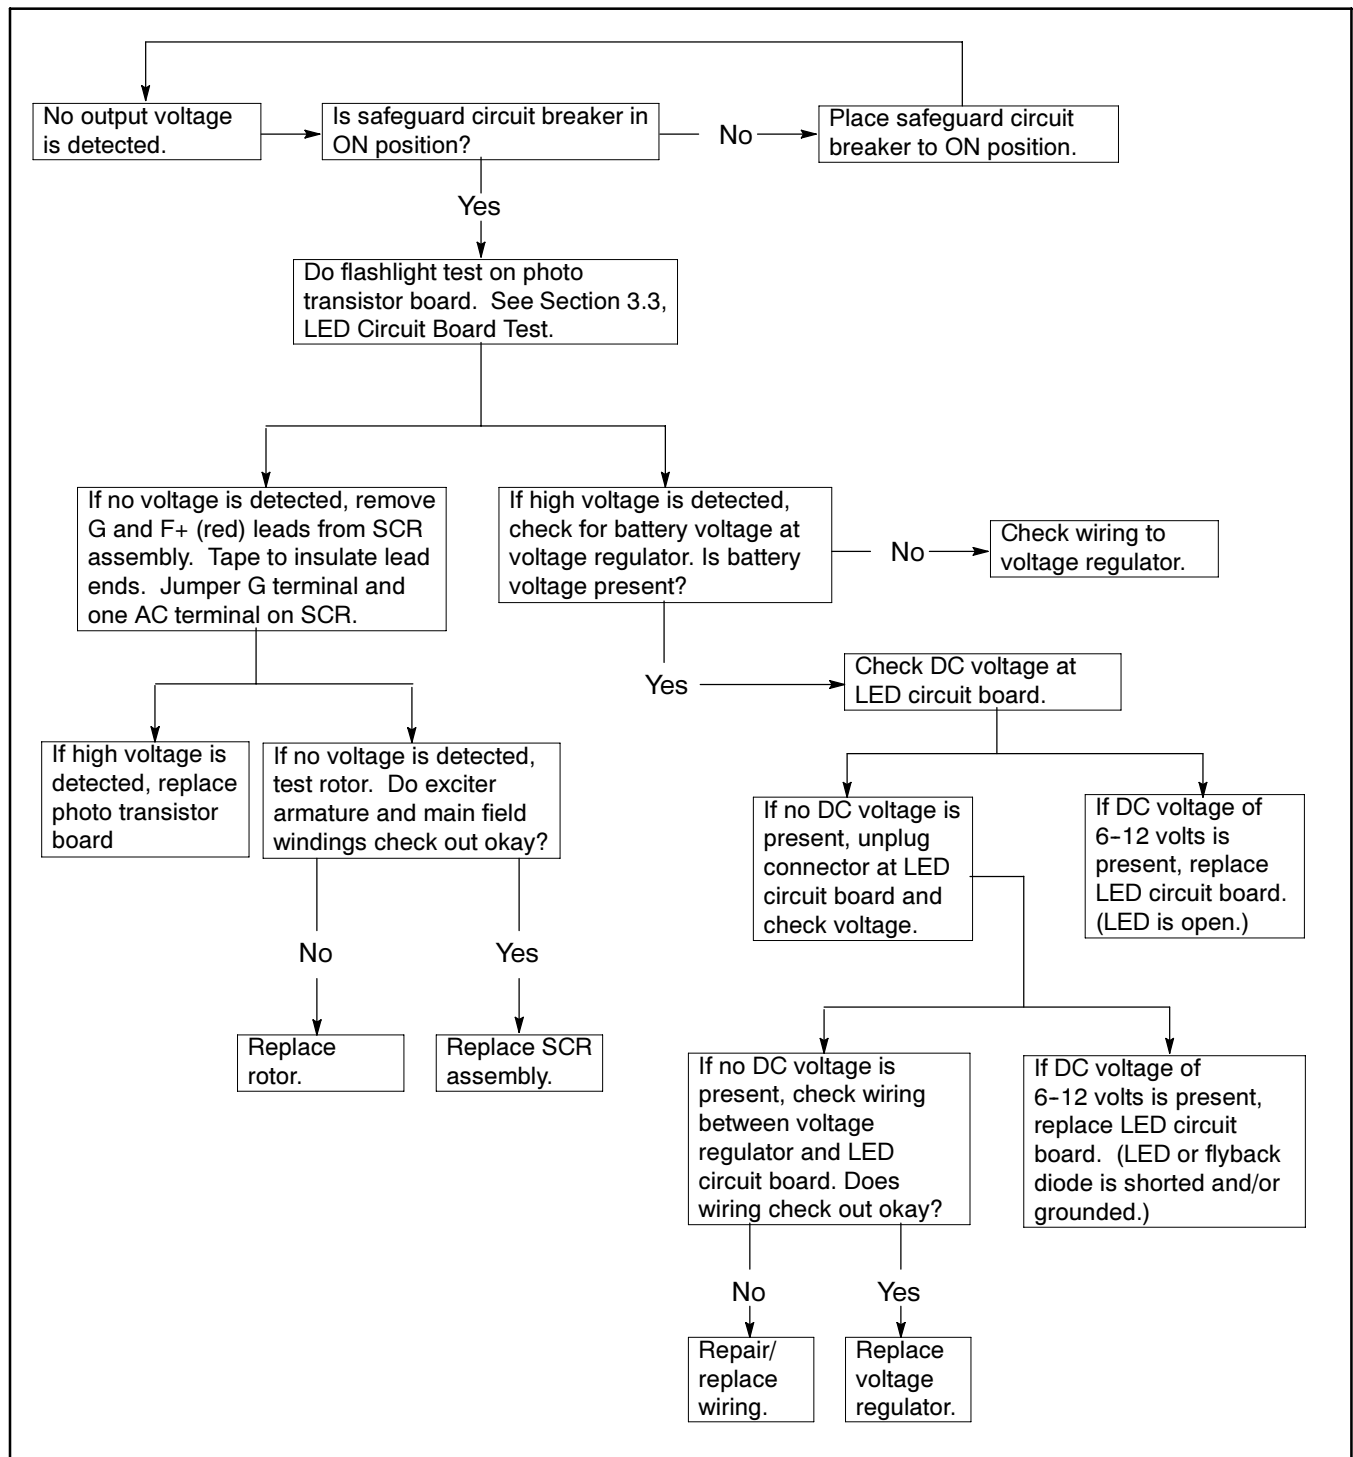 No output voltage
is detected.
Is safeguard circuit breaker in
ON position?
No
Place safeguard circuit
breaker to ON position.
Yes
Do flashlight test on photo
transistor board.  See Section 3.3,
LED Circuit Board Test.
If no voltage is detected, remove
G and F+ (red) leads from SCR
assembly.  Tape to insulate lead
ends.  Jumper G terminal and
one AC terminal on SCR.
If high voltage is detected,
check for battery voltage at
voltage regulator. Is battery
voltage present?
No
Check wiring to
voltage regulator.
Yes
Check DC voltage at
LED circuit board.
If high voltage is
detected, replace
photo transistor
board
If no voltage is detected,
test rotor.  Do exciter
armature and main field
windings check out okay?
If no DC voltage is
present, unplug
connector at LED
circuit board and
check voltage.
If DC voltage of
6-12 volts is
present, replace
LED circuit board.
(LED is open.)
No
Yes
Replace
rotor.
Replace SCR
assembly.
If no DC voltage is
present, check wiring
between voltage
regulator and LED
circuit board. Does
wiring check out okay?
If DC voltage of
6-12 volts is present,
replace LED circuit
board.  (LED or flyback
diode is shorted and/or
grounded.)
No
Yes
Repair/
replace
wiring.
Replace
voltage
regulator.